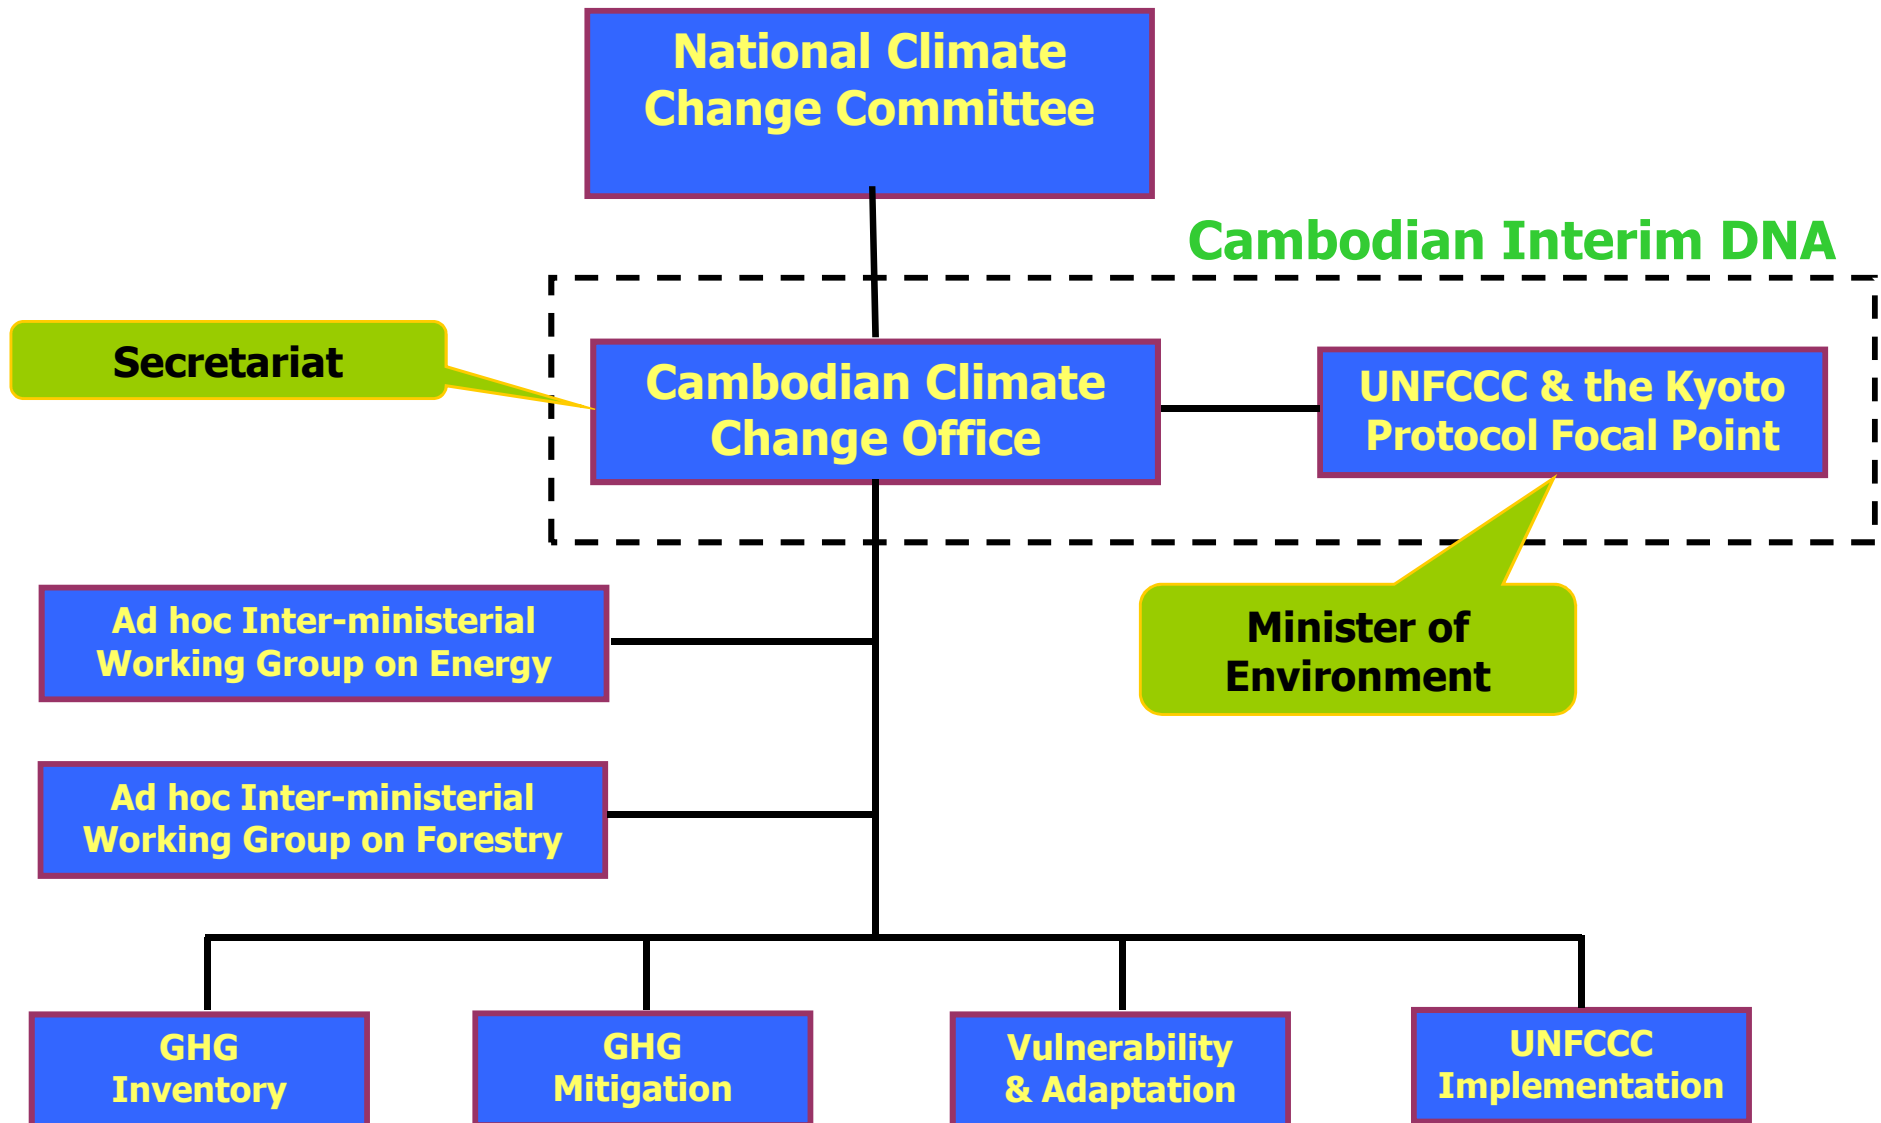 National Climate
Change Committee
Cambodian Interim DNA
Secretariat
Cambodian Climate
Change Office
UNFCCC & the Kyoto
Protocol Focal Point
Ad hoc Inter-ministerial
Working Group on Energy
Minister of
Environment
Ad hoc Inter-ministerial
Working Group on Forestry
GHG
Inventory
GHG
Mitigation
Vulnerability
& Adaptation
UNFCCC
Implementation